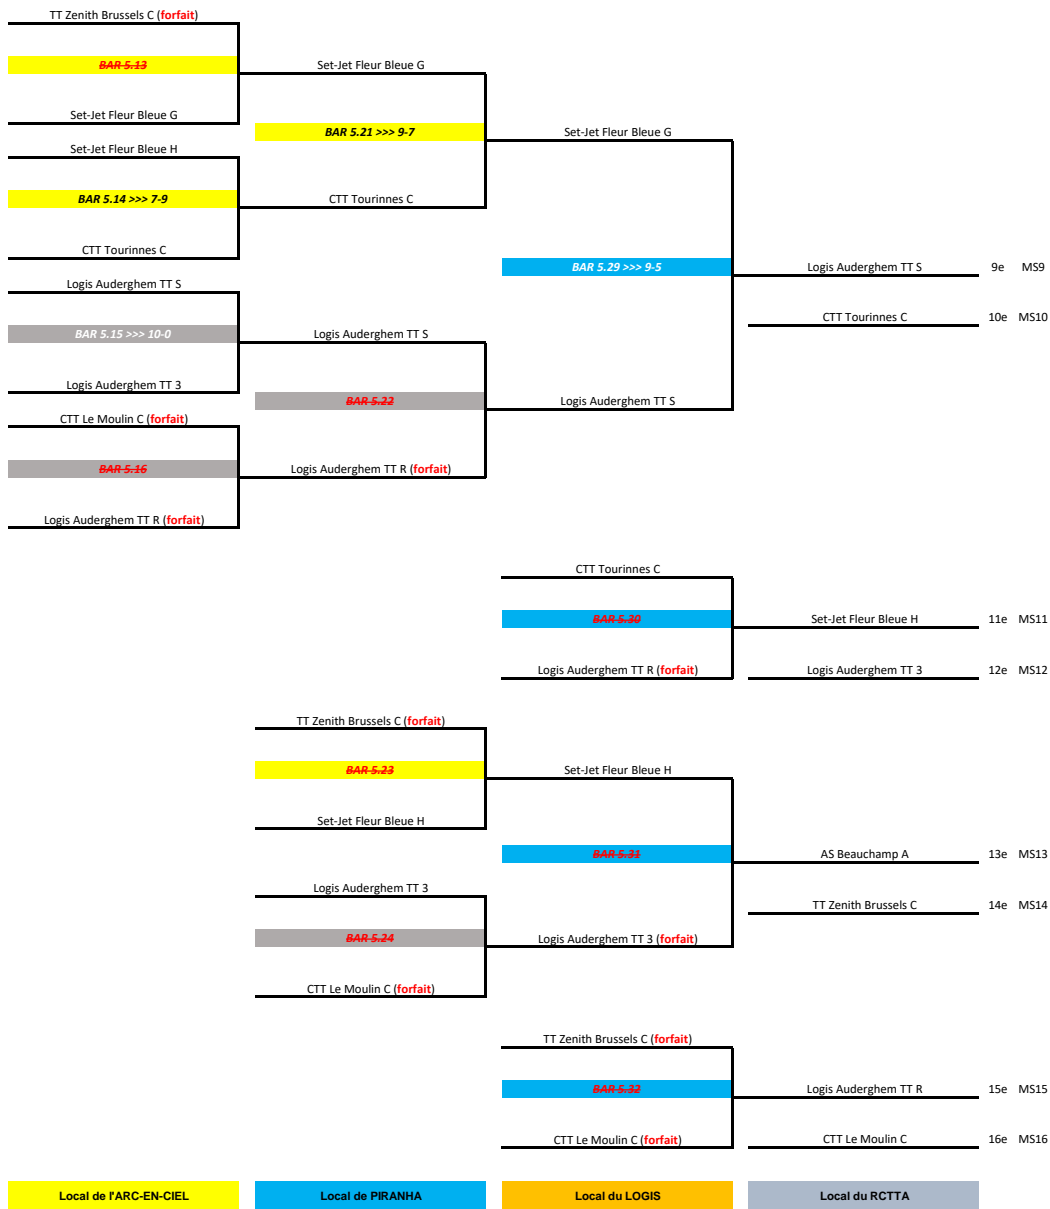 TT Zenith Brussels C (forfait)
BAR 5.13
Set-Jet Fleur Bleue G
Set-Jet Fleur Bleue G
BAR 5.21 >>> 9-7
Set-Jet Fleur Bleue G
Set-Jet Fleur Bleue H
BAR 5.14 >>> 7-9
CTT Tourinnes C
CTT Tourinnes C
BAR 5.29 >>> 9-5
Logis Auderghem TT S 9e MS9
Logis Auderghem TT S
CTT Tourinnes C 10e MS10
BAR 5.15 >>> 10-0
Logis Auderghem TT S
Logis Auderghem TT 3
BAR 5.22
Logis Auderghem TT S
CTT Le Moulin C (forfait)
BAR 5.16
Logis Auderghem TT R (forfait)
Logis Auderghem TT R (forfait)
CTT Tourinnes C
BAR 5.30
Set-Jet Fleur Bleue H 11e MS11
Logis Auderghem TT R (forfait)
Logis Auderghem TT 3 12e MS12
TT Zenith Brussels C (forfait)
BAR 5.23
Set-Jet Fleur Bleue H
Set-Jet Fleur Bleue H
BAR 5.31
AS Beauchamp A 13e MS13
Logis Auderghem TT 3
TT Zenith Brussels C 14e MS14
BAR 5.24
Logis Auderghem TT 3 (forfait)
CTT Le Moulin C (forfait)
TT Zenith Brussels C (forfait)
BAR 5.32
Logis Auderghem TT R 15e MS15
CTT Le Moulin C (forfait)
CTT Le Moulin C 16e MS16
Local de l'ARC-EN-CIEL
Local de PIRANHA
Local du LOGIS
Local du RCTTA